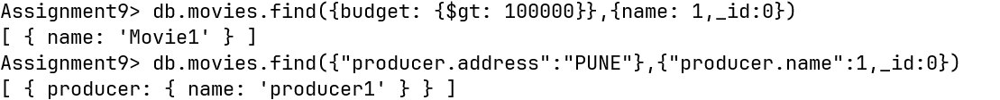 Assignment9> db.movies.find({budget: {$gt: 100000}},{name: 1,_id:0})
[ { name: 'Movie1' } ]
Assignment9> db.movies.find({"producer.address":"PUNE"},{"producer.name":1,_id:0})
[ { producer: { name: 'producer1' } } ]